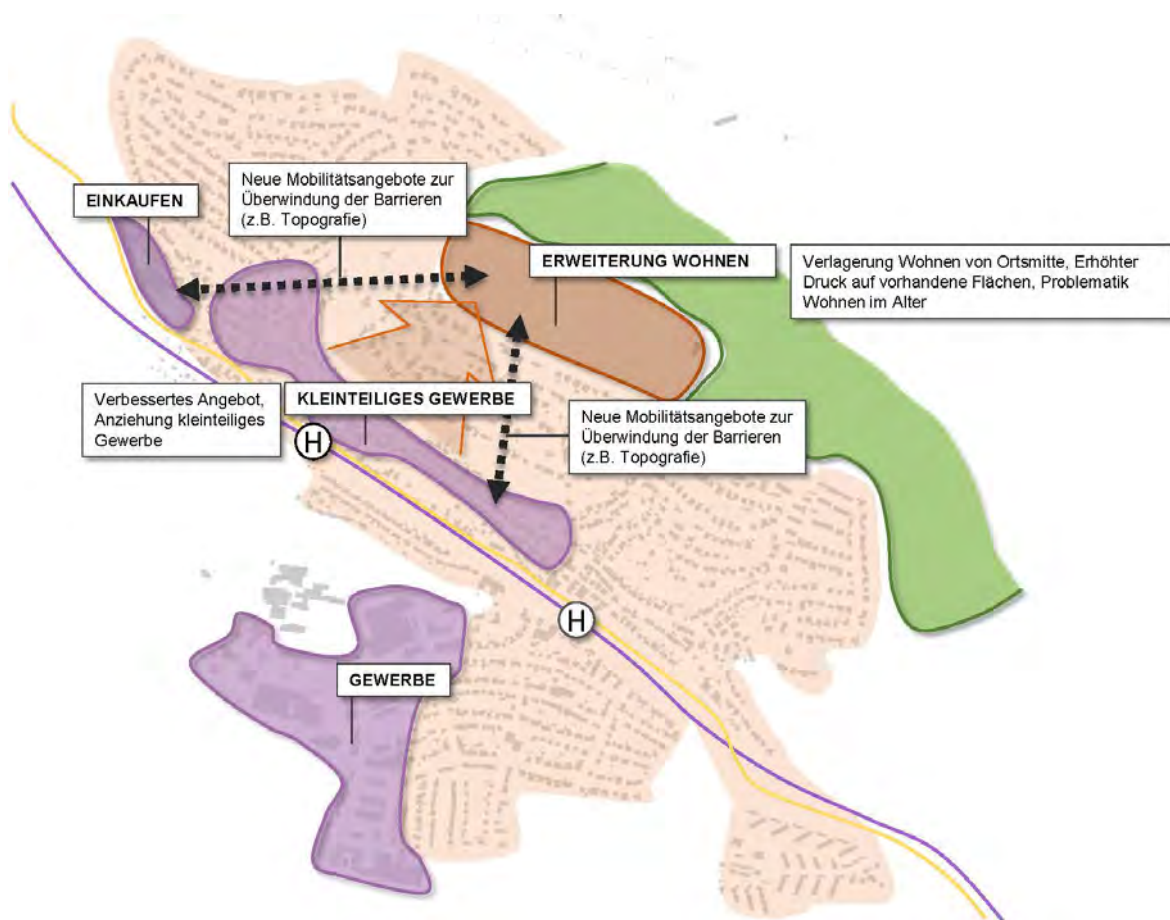 EINKAUFEN
Neue Mobilitätsangebote zur
Überwindung der Barrieren
(z.B. Topografie)
ERWEITERUNG WOHNEN
Verlagerung Wohnen von Ortsmitte, Erhöhter
Druck auf vorhandene Flächen, Problematik
Wohnen im Alter
Verbessertes Angebot,
Anziehung kleinteiliges
Gewerbe
KLEINTEILIGES GEWERBE
H
Neue Mobilitätsangebote zur
Überwindung der Barrieren
(z.B. Topografie)
H
GEWERBE